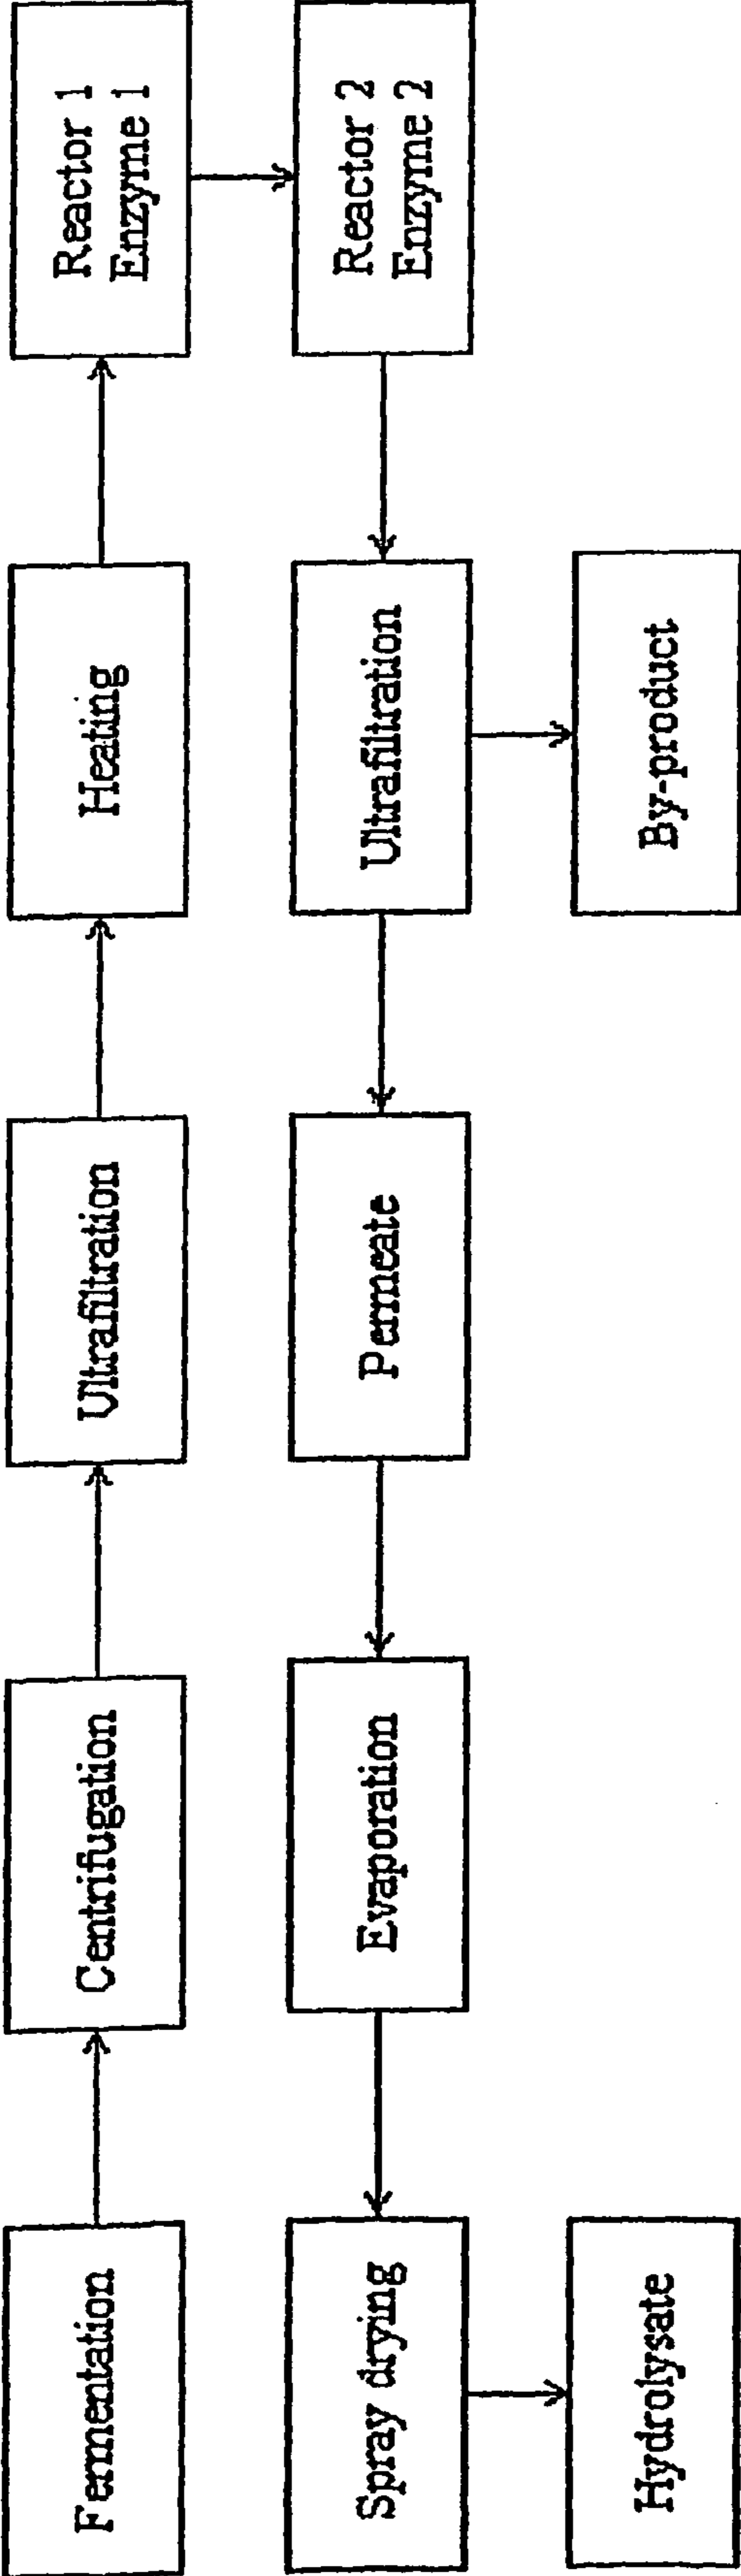 Fermentation
Centrifugation
Ultrafiltration
Heating
Reactor 1
Enzyme 1
Reactor 2
Enzyme 2
Ultrafiltration
By-product
Permeate
Evaporation
Spray drying
Hydrolysate